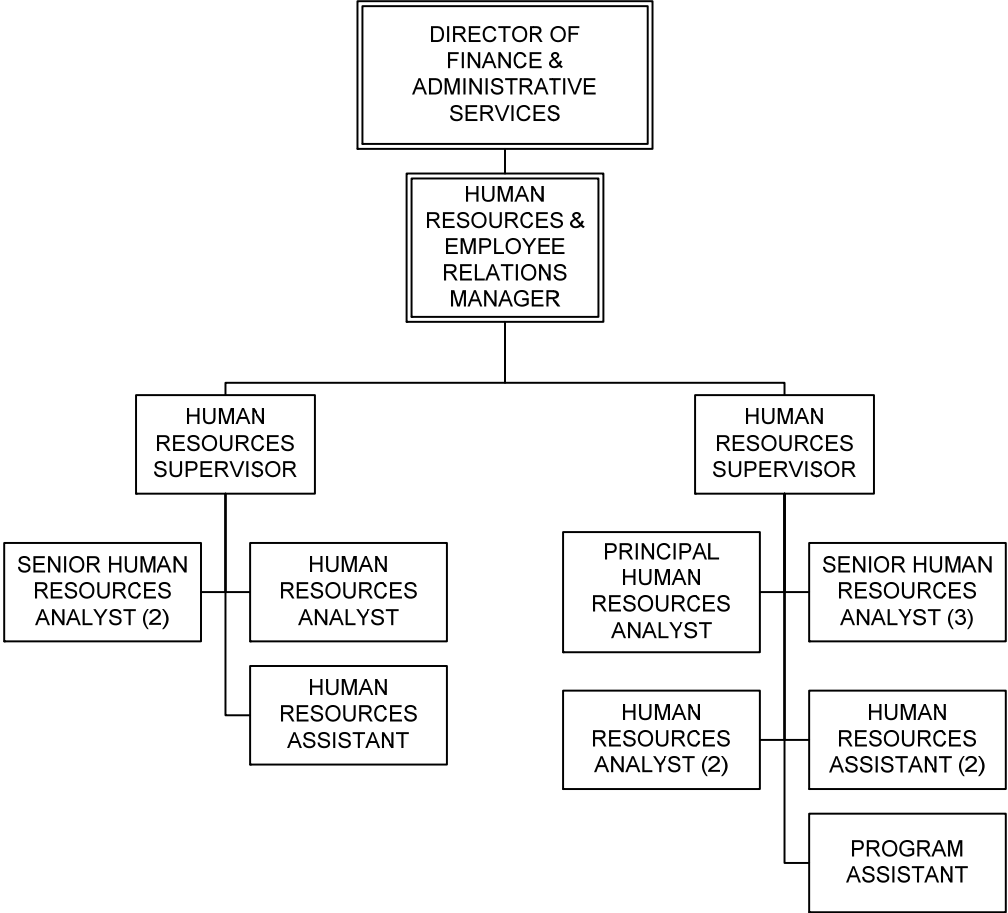 DIRECTOR OF
FINANCE &
ADMINISTRATIVE
SERVICES
HUMAN
RESOURCES &
EMPLOYEE
RELATIONS
MANAGER
HUMAN
RESOURCES
SUPERVISOR
HUMAN
RESOURCES
SUPERVISOR
SENIOR HUMAN
RESOURCES
ANALYST (2)
HUMAN
RESOURCES
ANALYST
HUMAN
RESOURCES
ASSISTANT
PRINCIPAL
HUMAN
RESOURCES
ANALYST
SENIOR HUMAN
RESOURCES
ANALYST (3)
HUMAN
RESOURCES
ANALYST (2)
HUMAN
RESOURCES
ASSISTANT (2)
PROGRAM
ASSISTANT